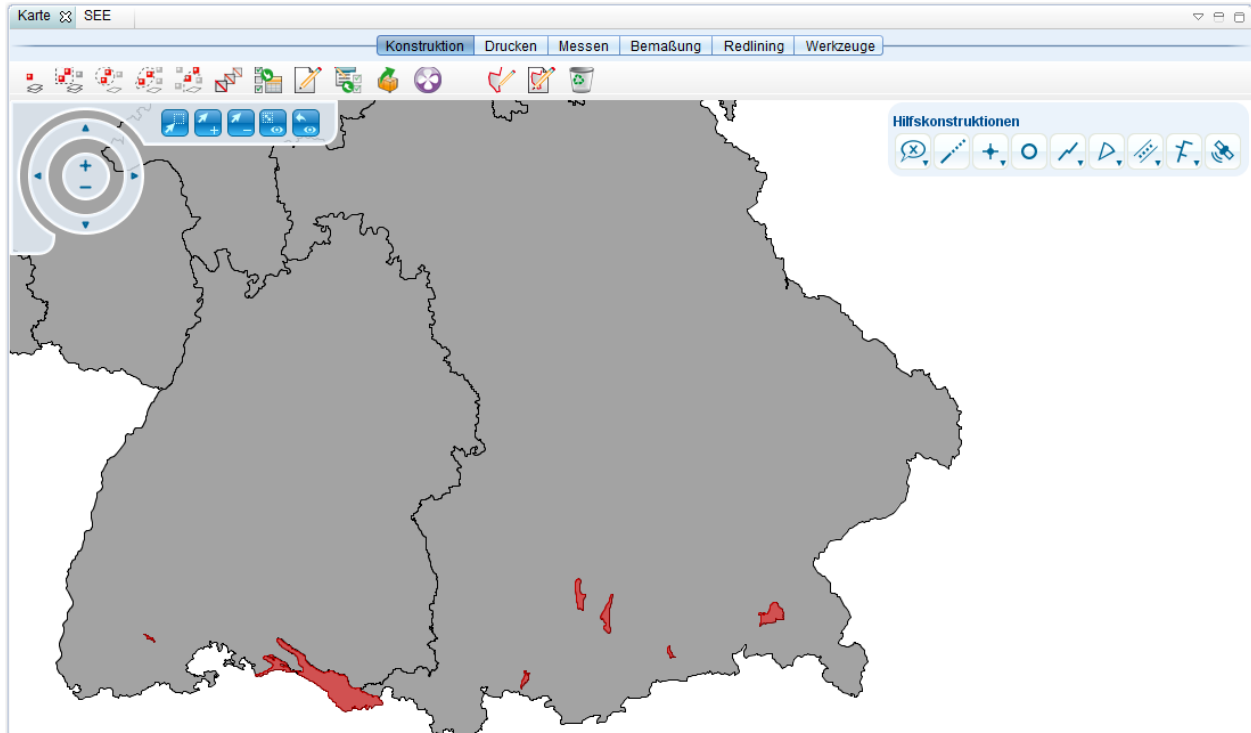 Karte SEE
Konstruktion Drucken Messen Bemaßung Redlining Werkzeuge
Hilfskonstruktionen